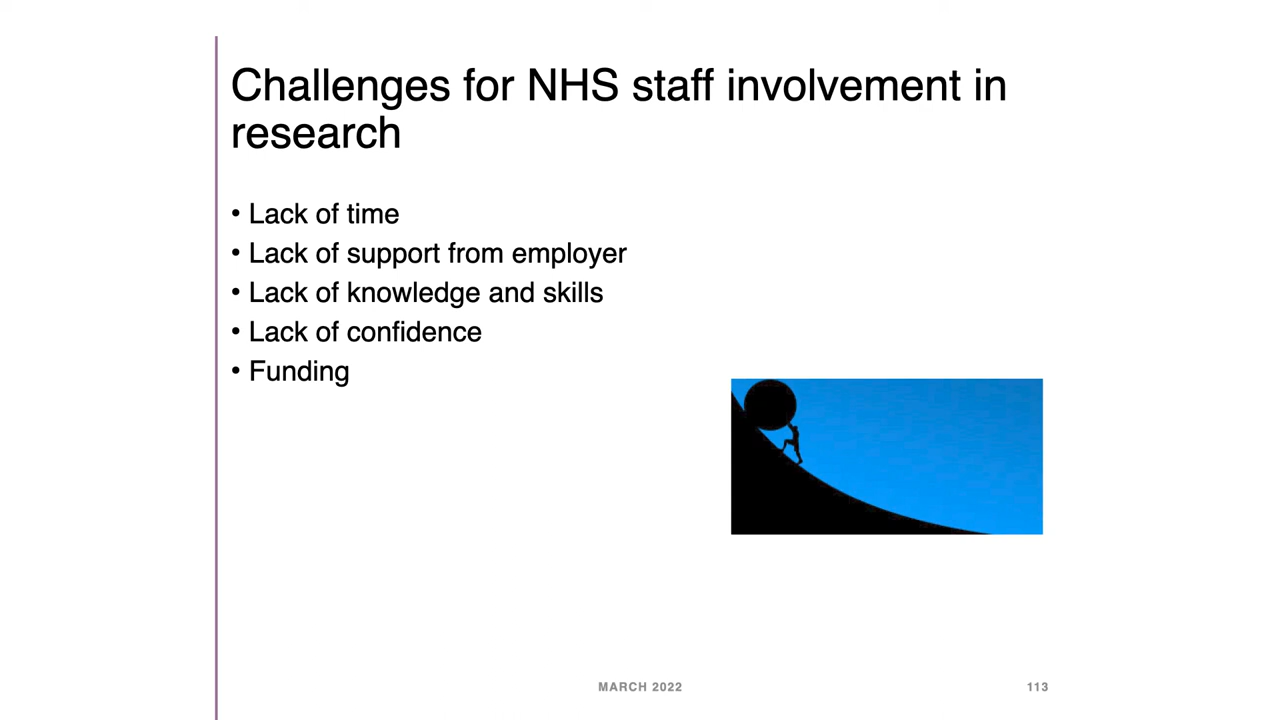 Challenges for NHS staff involvement in
research
• Lack of time
• Lack of support from employer
• Lack of knowledge and skills
• Lack of confidence
• Funding
MARCH 2022
113